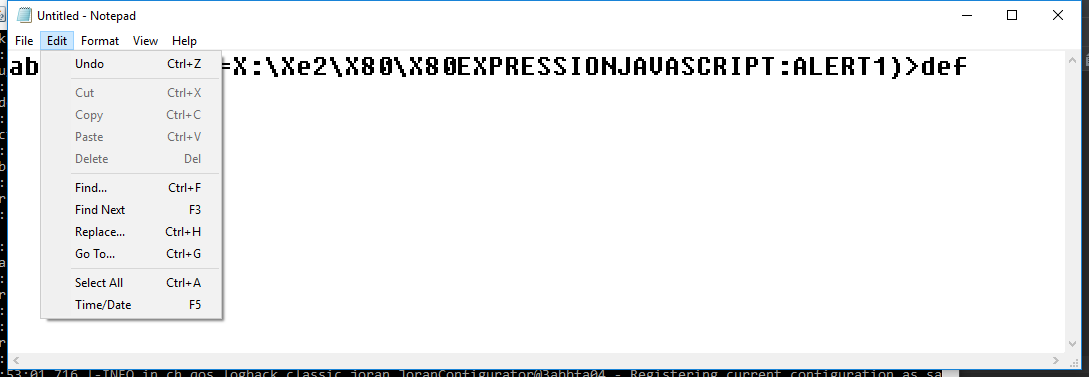 Untitled - Notepad
File Edit Format View Help
ab =X:\Xe2\X80\X80EXPRESSIONJAVASCRIPT:ALERT1)>def
Undo Ctrl+Z
Cut Ctrl+X
Copy Ctrl+C
Paste Ctrl+V
Delete Del
Find... Ctrl+F
Find Next F3
Replace... Ctrl+H
Go To... Ctrl+G
Select All Ctrl+A
Time/Date F5
:53:01,716 |-INFO in ch.qos.logback.classic.joran.JoranConfigurator@3abbfa04 - Registering current configuration as sa